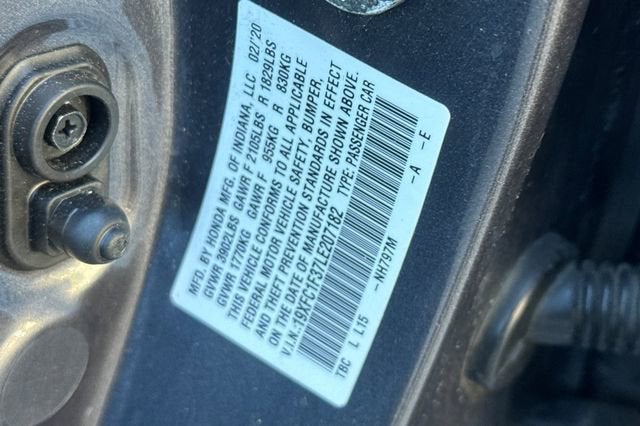 MFD. BY HONDA MFG. OF INDIANA, LLC 02/'20
GVWR 3902LBS GAWR F 2105LBS R 1829LBS
GVWR 1770KG GAWR F 955KG R 830KG
THIS VEHICLE CONFORMS TO ALL APPLICABLE
FEDERAL MOTOR VEHICLE SAFETY, BUMPER,
AND THEFT PREVENTION STANDARDS IN EFFECT
ON THE DATE OF MANUFACTURE SHOWN ABOVE.
V.I.N.:19XFC1F37LE207182 TYPE: PASSENGER CAR
TBC L L15 -NH797M -A -E